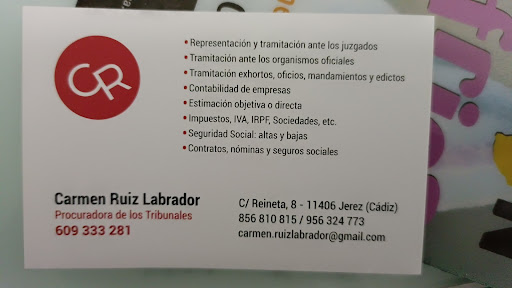 CR
• Representación y tramitación ante los juzgados
• Tramitación ante los organismos oficiales
• Tramitación exhortos, oficios, mandamientos y edictos
• Contabilidad de empresas
• Estimación objetiva o directa
• Impuestos, IVA, IRPF, Sociedades, etc.
• Seguridad Social: altas y bajas
• Contratos, nóminas y seguros sociales
Carmen Ruiz Labrador
Procuradora de los Tribunales
609 333 281
C/ Reineta, 8 - 11406 Jerez (Cádiz)
856 810 815 / 956 324 773
carmen.ruizlabrador@gmail.com